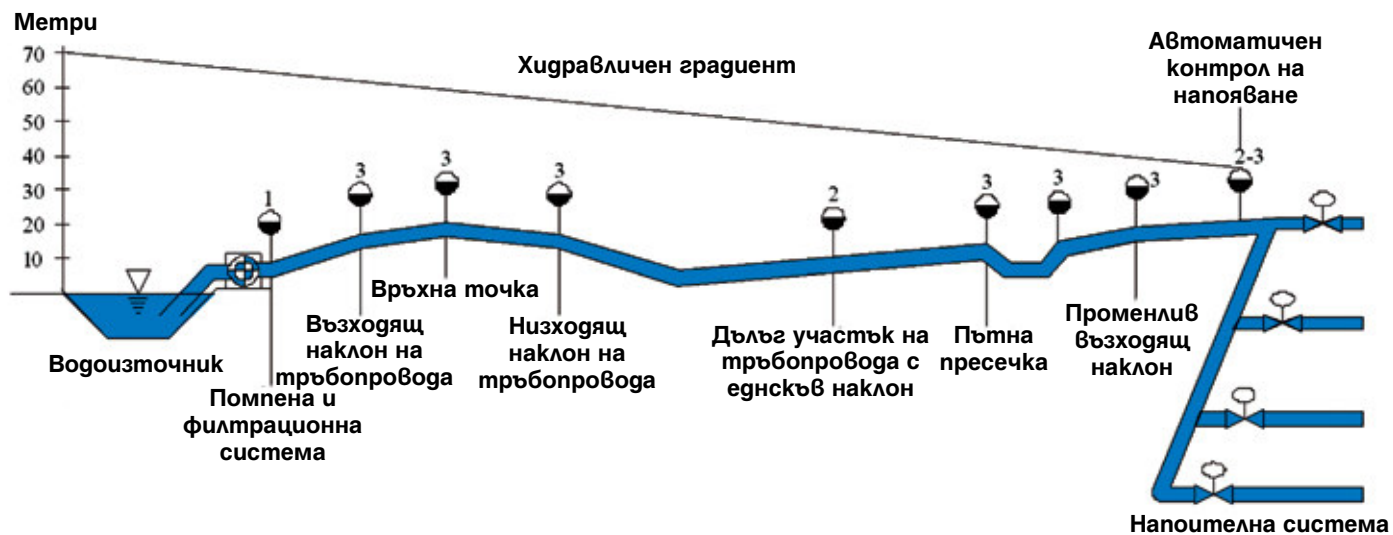 Метри
70
60
50
40
30
20
10
Хидравличен градиент
Автоматичен
контрол на
напояване
1
3
3
3
2
3
3
3
2-3
Водоизточник
Помпена и
филтрационна
система
Възходящ
наклон на
тръбопровода
Връхна точка
Низходящ
наклон на
тръбопровода
Дълъг участък на
тръбопровода с
еднскъв наклон
Пътна
пресечка
Променлив
възходящ
наклон
Напоителна система